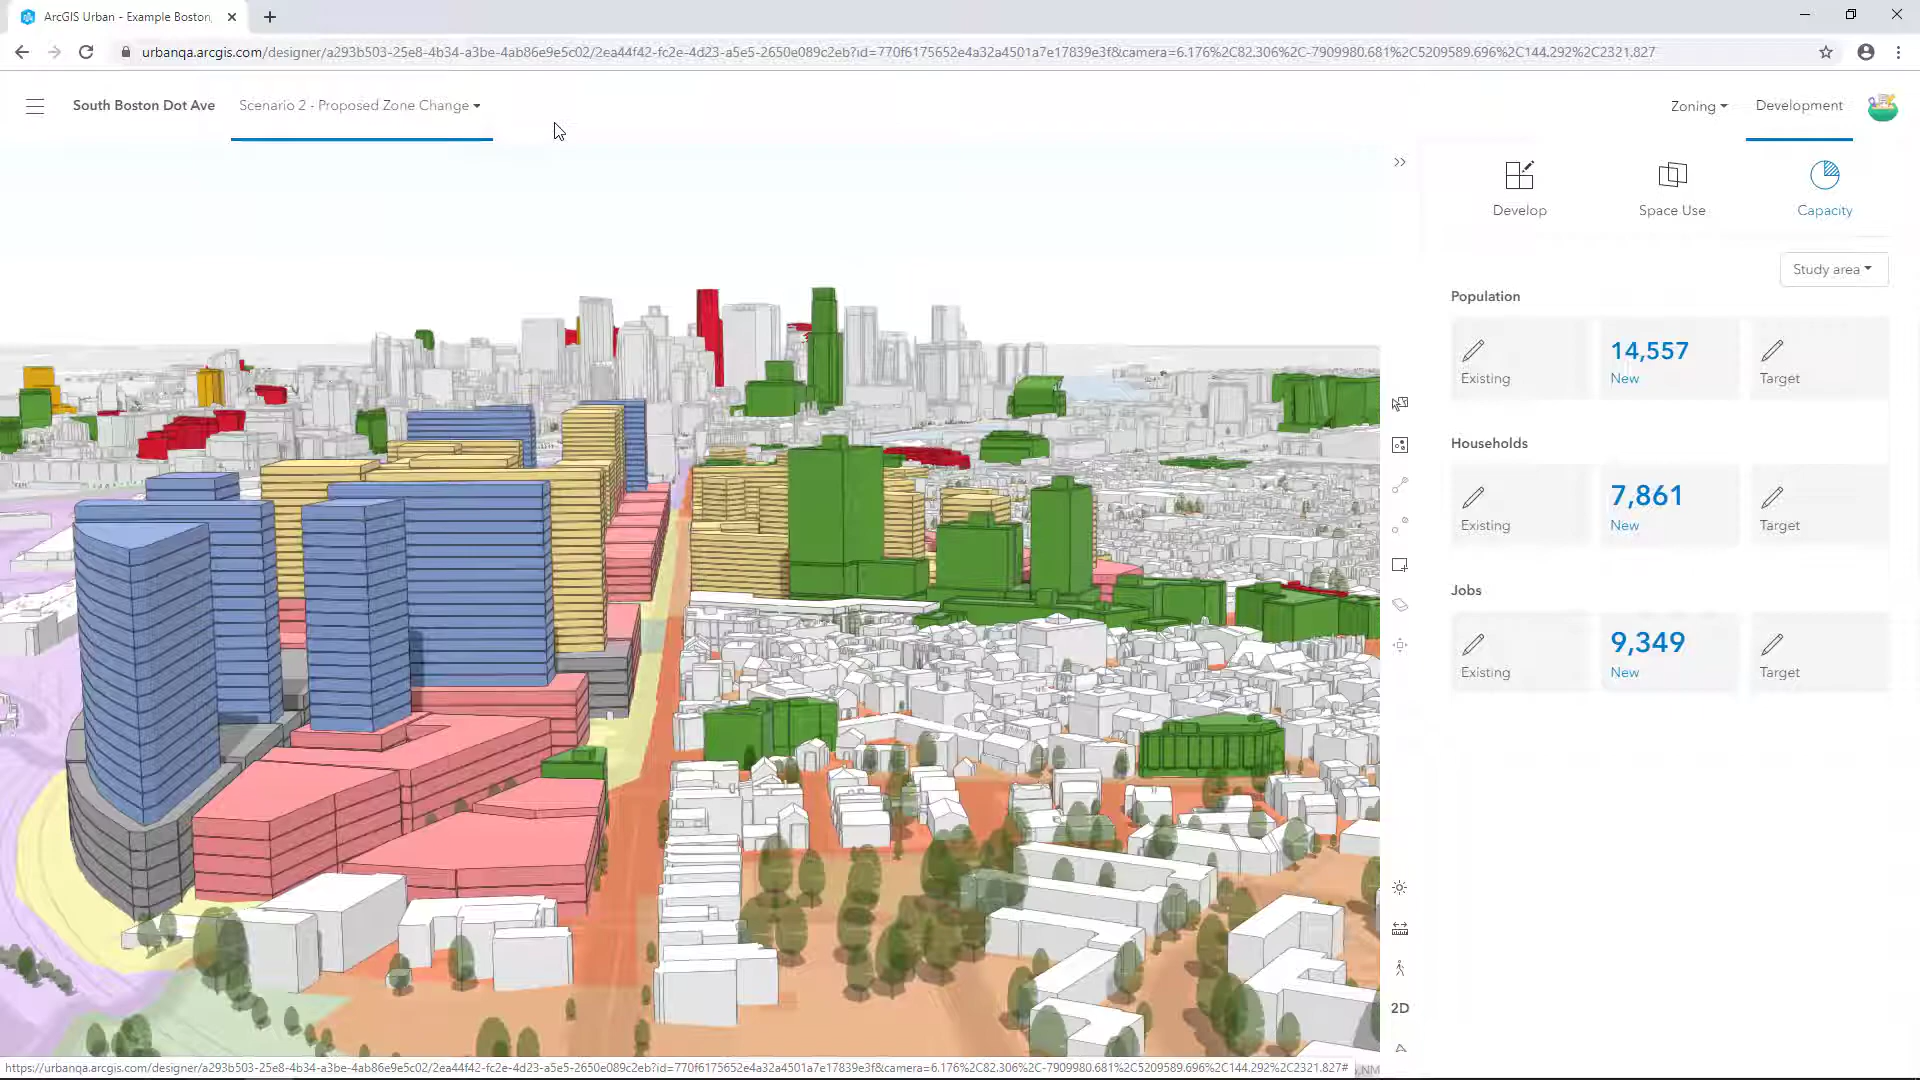 ArcGIS Urban - Example Boston,
urbanqa.arcgis.com/designer/a293b503-25e8-4b34-a3be-4ab86e9e5c02/2ea44f42-fc2e-4d23-a5e5-2650e089c2eb?id=770f6175652e4a32a4501a7e17839e3f&camera=6.176%2C82.306%2C-7909980.681%2C5209589.696%2C144.292%2C2321.827
South Boston Dot Ave
Scenario 2 - Proposed Zone Change
Zoning
Development
Develop
Space Use
Capacity
Study area
Population
Existing
14,557
New
Target
Households
Existing
7,861
New
Target
Jobs
Existing
9,349
New
Target
2D
https://urbanqa.arcgis.com/designer/a293b503-25e8-4b34-a3be-4ab86e9e5c02/2ea44f42-fc2e-4d23-a5e5-2650e089c2eb?id=770f6175652e4a32a4501a7e17839e3f&camera=6.176%2C82.306%2C-7909980.681%2C5209589.696%2C144.292%2C2321.827#